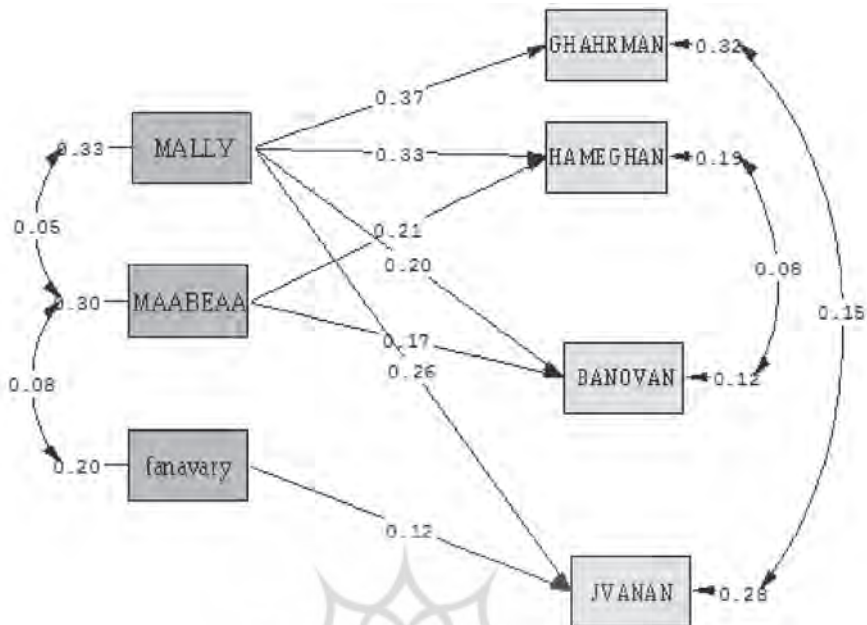 GHAHRMAN
0.32
0.37
0.33
MALLY
0.33
HAMEGHAN
0.19
0.05
0.21
0.20
0.08
0.30
MAABEAA
0.15
0.17
0.26
0.08
BANOVAN
0.12
0.20
fanavary
0.12
JVANAN
0.28